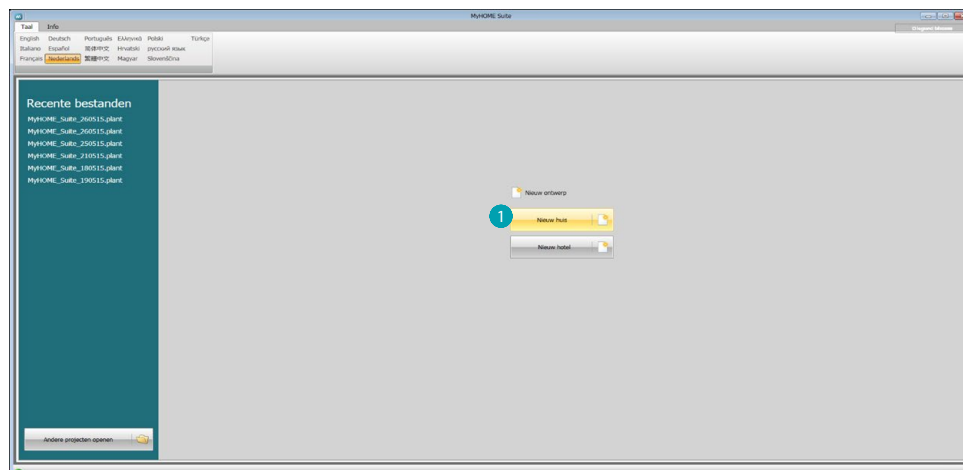 MyHOME Suite
Taal Info
English Deutsch Português Ελληνικά Polski Türkçe
Italiano Español 简体中文 Hrvatski русский язык
Français Nederlands 繁體中文 Magyar Slovenščina
Recente bestanden
MyHOME_Suite_260515.plant
MyHOME_Suite_260515.plant
MyHOME_Suite_250515.plant
MyHOME_Suite_210515.plant
MyHOME_Suite_180515.plant
MyHOME_Suite_190515.plant
Nieuw ontwerp
1 Nieuw huis
Nieuw hotel
Andere projecten openen